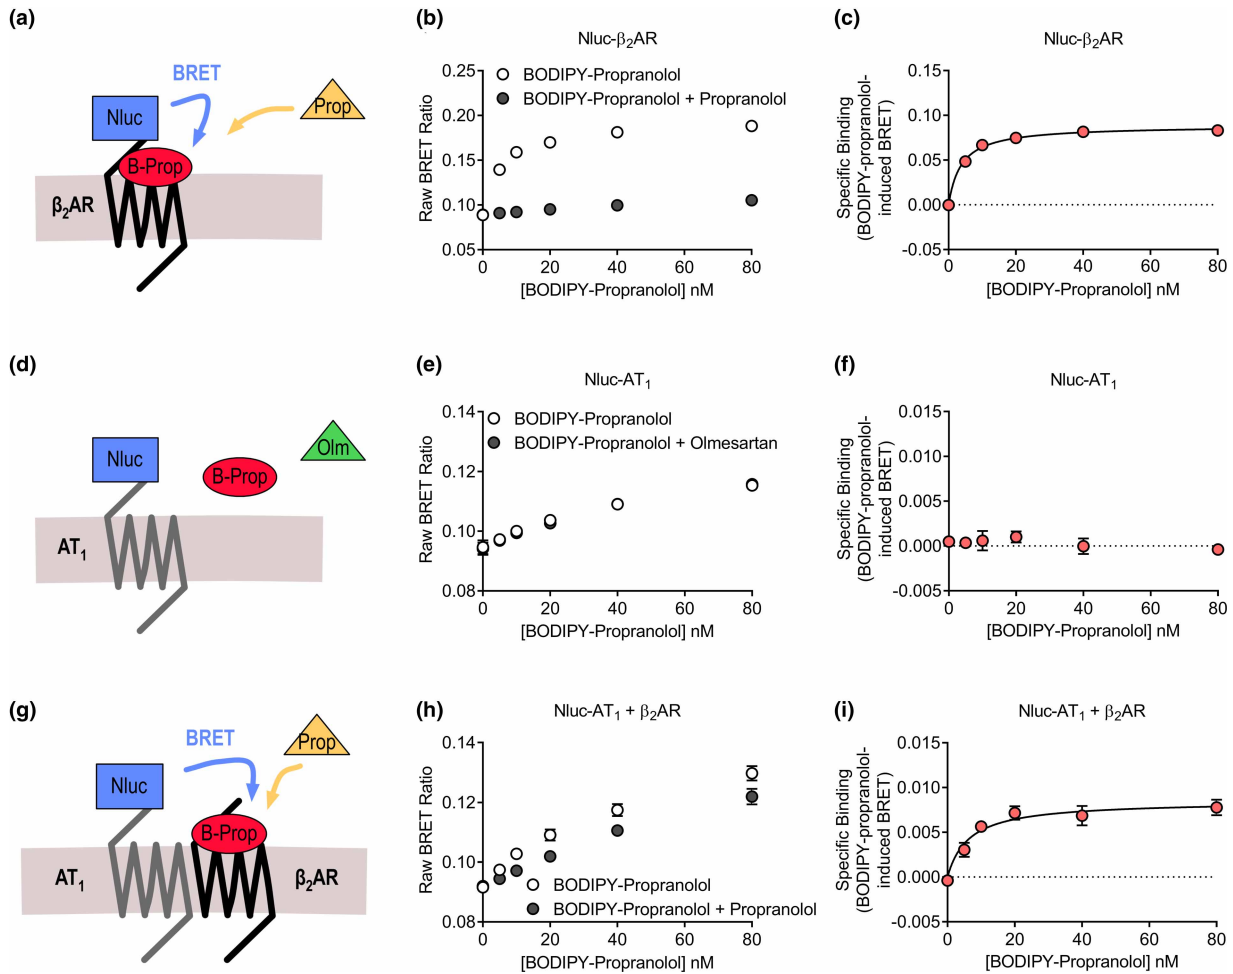 (a)
BRET
Nluc
Prop
B-Prop
β₂AR
(b)
Nluc-β₂AR
BODIPY-Propranolol
BODIPY-Propranolol + Propranolol
Raw BRET Ratio
0.25
0.20
0.15
0.10
0.05
0 20 40 60 80
[BODIPY-Propranolol] nM
(c)
Nluc-β₂AR
Specific Binding
(BODIPY-propranolol-
induced BRET)
0.15
0.10
0.05
0.00
-0.05
0 20 40 60 80
[BODIPY-Propranolol] nM
(d)
Nluc
B-Prop
Olm
AT₁
(e)
Nluc-AT₁
BODIPY-Propranolol
BODIPY-Propranolol + Olmesartan
Raw BRET Ratio
0.14
0.12
0.10
0.08
0 20 40 60 80
[BODIPY-Propranolol] nM
(f)
Nluc-AT₁
Specific Binding
(BODIPY-propranolol-
induced BRET)
0.015
0.010
0.005
0.000
-0.005
0 20 40 60 80
[BODIPY-Propranolol] nM
(g)
BRET
Prop
Nluc
B-Prop
AT₁
β₂AR
(h)
Nluc-AT₁ + β₂AR
Raw BRET Ratio
0.14
0.12
0.10
0.08
BODIPY-Propranolol
BODIPY-Propranolol + Propranolol
0 20 40 60 80
[BODIPY-Propranolol] nM
(i)
Nluc-AT₁ + β₂AR
Specific Binding
(BODIPY-propranolol-
induced BRET)
0.015
0.010
0.005
0.000
-0.005
0 20 40 60 80
[BODIPY-Propranolol] nM